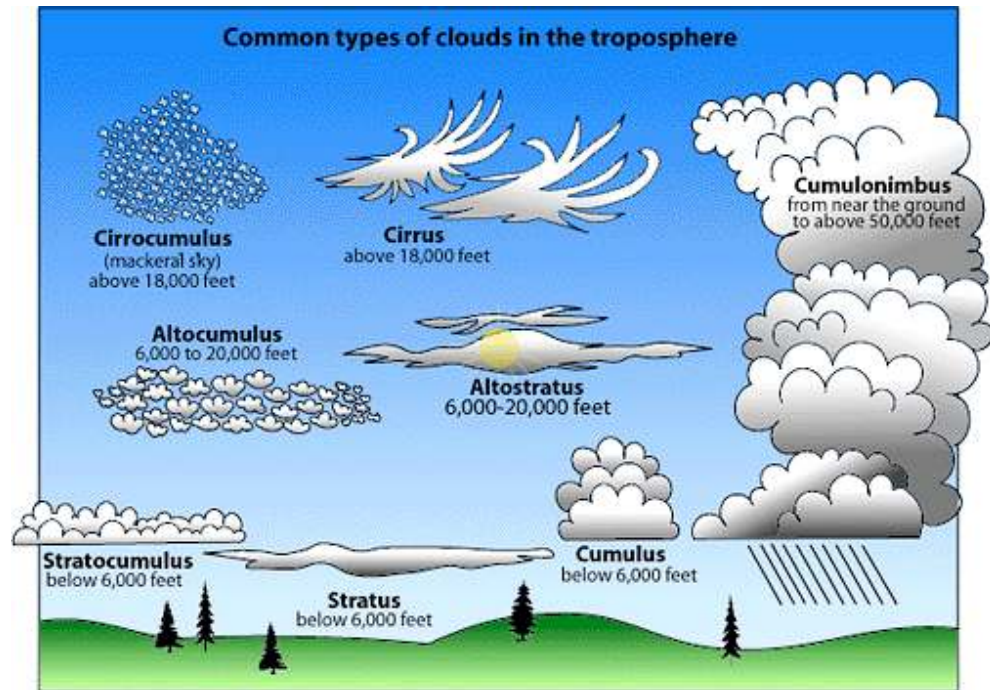 Common types of clouds in the troposphere
Cirrocumulus
(mackeral sky)
above 18,000 feet
Cirrus
above 18,000 feet
Cumulonimbus
from near the ground
to above 50,000 feet
Altocumulus
6,000 to 20,000 feet
Altostratus
6,000-20,000 feet
Stratocumulus
below 6,000 feet
Stratus
below 6,000 feet
Cumulus
below 6,000 feet